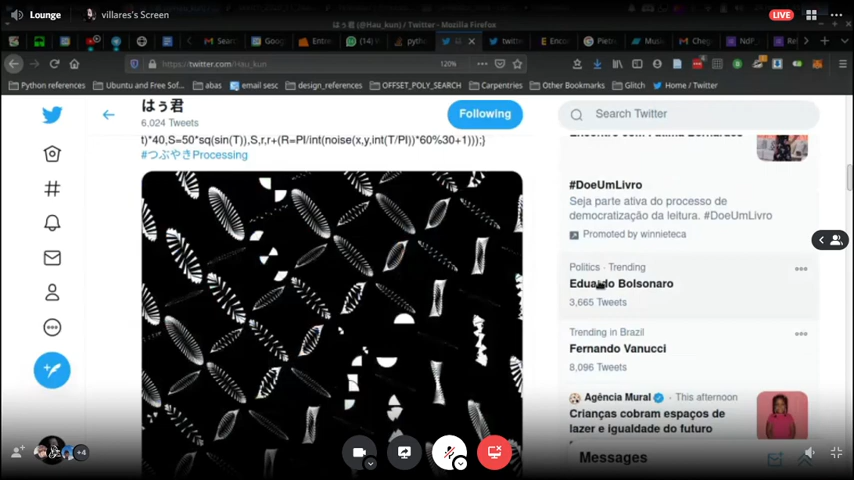 Lounge
villares's Screen
LIVE
はぅ君 (@Hau_kun) / Twitter - Mozilla Firefox
https://twitter.com/Hau_kun
120%
Python references
Ubuntu and Free Sof…
abas
email sesc
design_references
OFFSET_POLY_SEARCH
Carpentries
Other Bookmarks
Glitch
Home / Twitter
はぅ君
6,024 Tweets
Following
Search Twitter
t)*40,S=50*sq(sin(T)),S,r,r+(R=PI/int(noise(x,y,int(T/PI))*60%30+1)));}
#つぶやきProcessing
#DoeUmLivro
Seja parte ativa do processo de
democratização da leitura. #DoeUmLivro
Promoted by winnieteca
Politics · Trending
Eduardo Bolsonaro
3,665 Tweets
Trending in Brazil
Fernando Vanucci
8,096 Tweets
Agência Mural · This afternoon
Crianças cobram espaços de
lazer e igualdade do futuro
Messages
+4